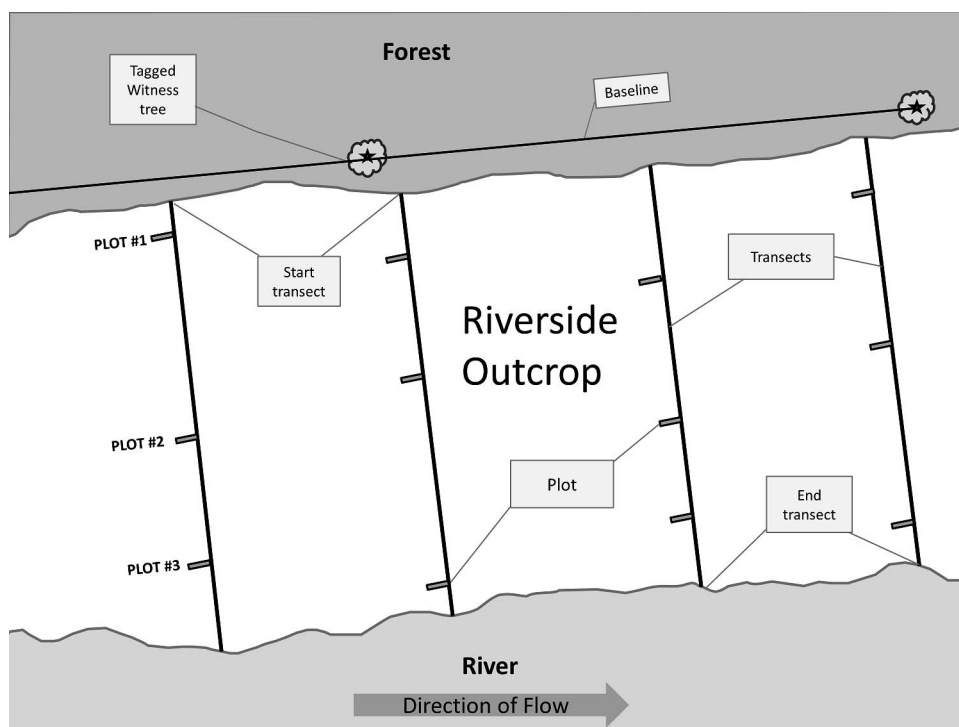 Forest
Tagged
Witness
tree
Baseline
PLOT #1
Start
transect
Transects
Riverside
Outcrop
PLOT #2
Plot
End
transect
PLOT #3
River
Direction of Flow